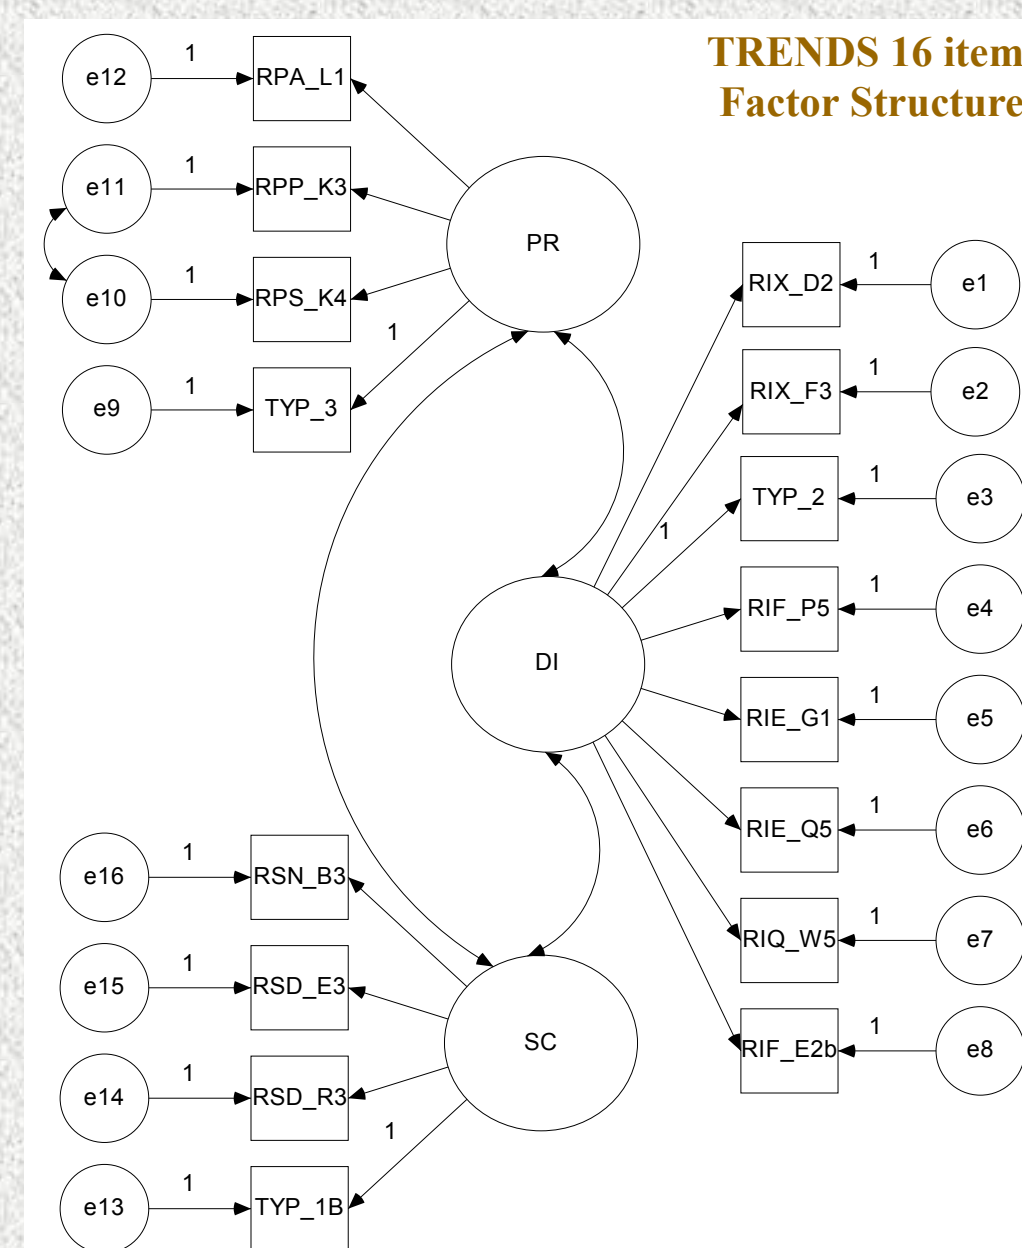 TRENDS 16 item
Factor Structure
e12
1
RPA_L1
e11
1
RPP_K3
e10
1
RPS_K4
e9
1
TYP_3
1
PR
RIX_D2
1
e1
RIX_F3
1
e2
TYP_2
1
e3
1
RIF_P5
1
e4
DI
RIE_G1
1
e5
RIE_Q5
1
e6
RIQ_W5
1
e7
RIF_E2b
1
e8
e16
1
RSN_B3
e15
1
RSD_E3
SC
e14
1
RSD_R3
1
e13
1
TYP_1B